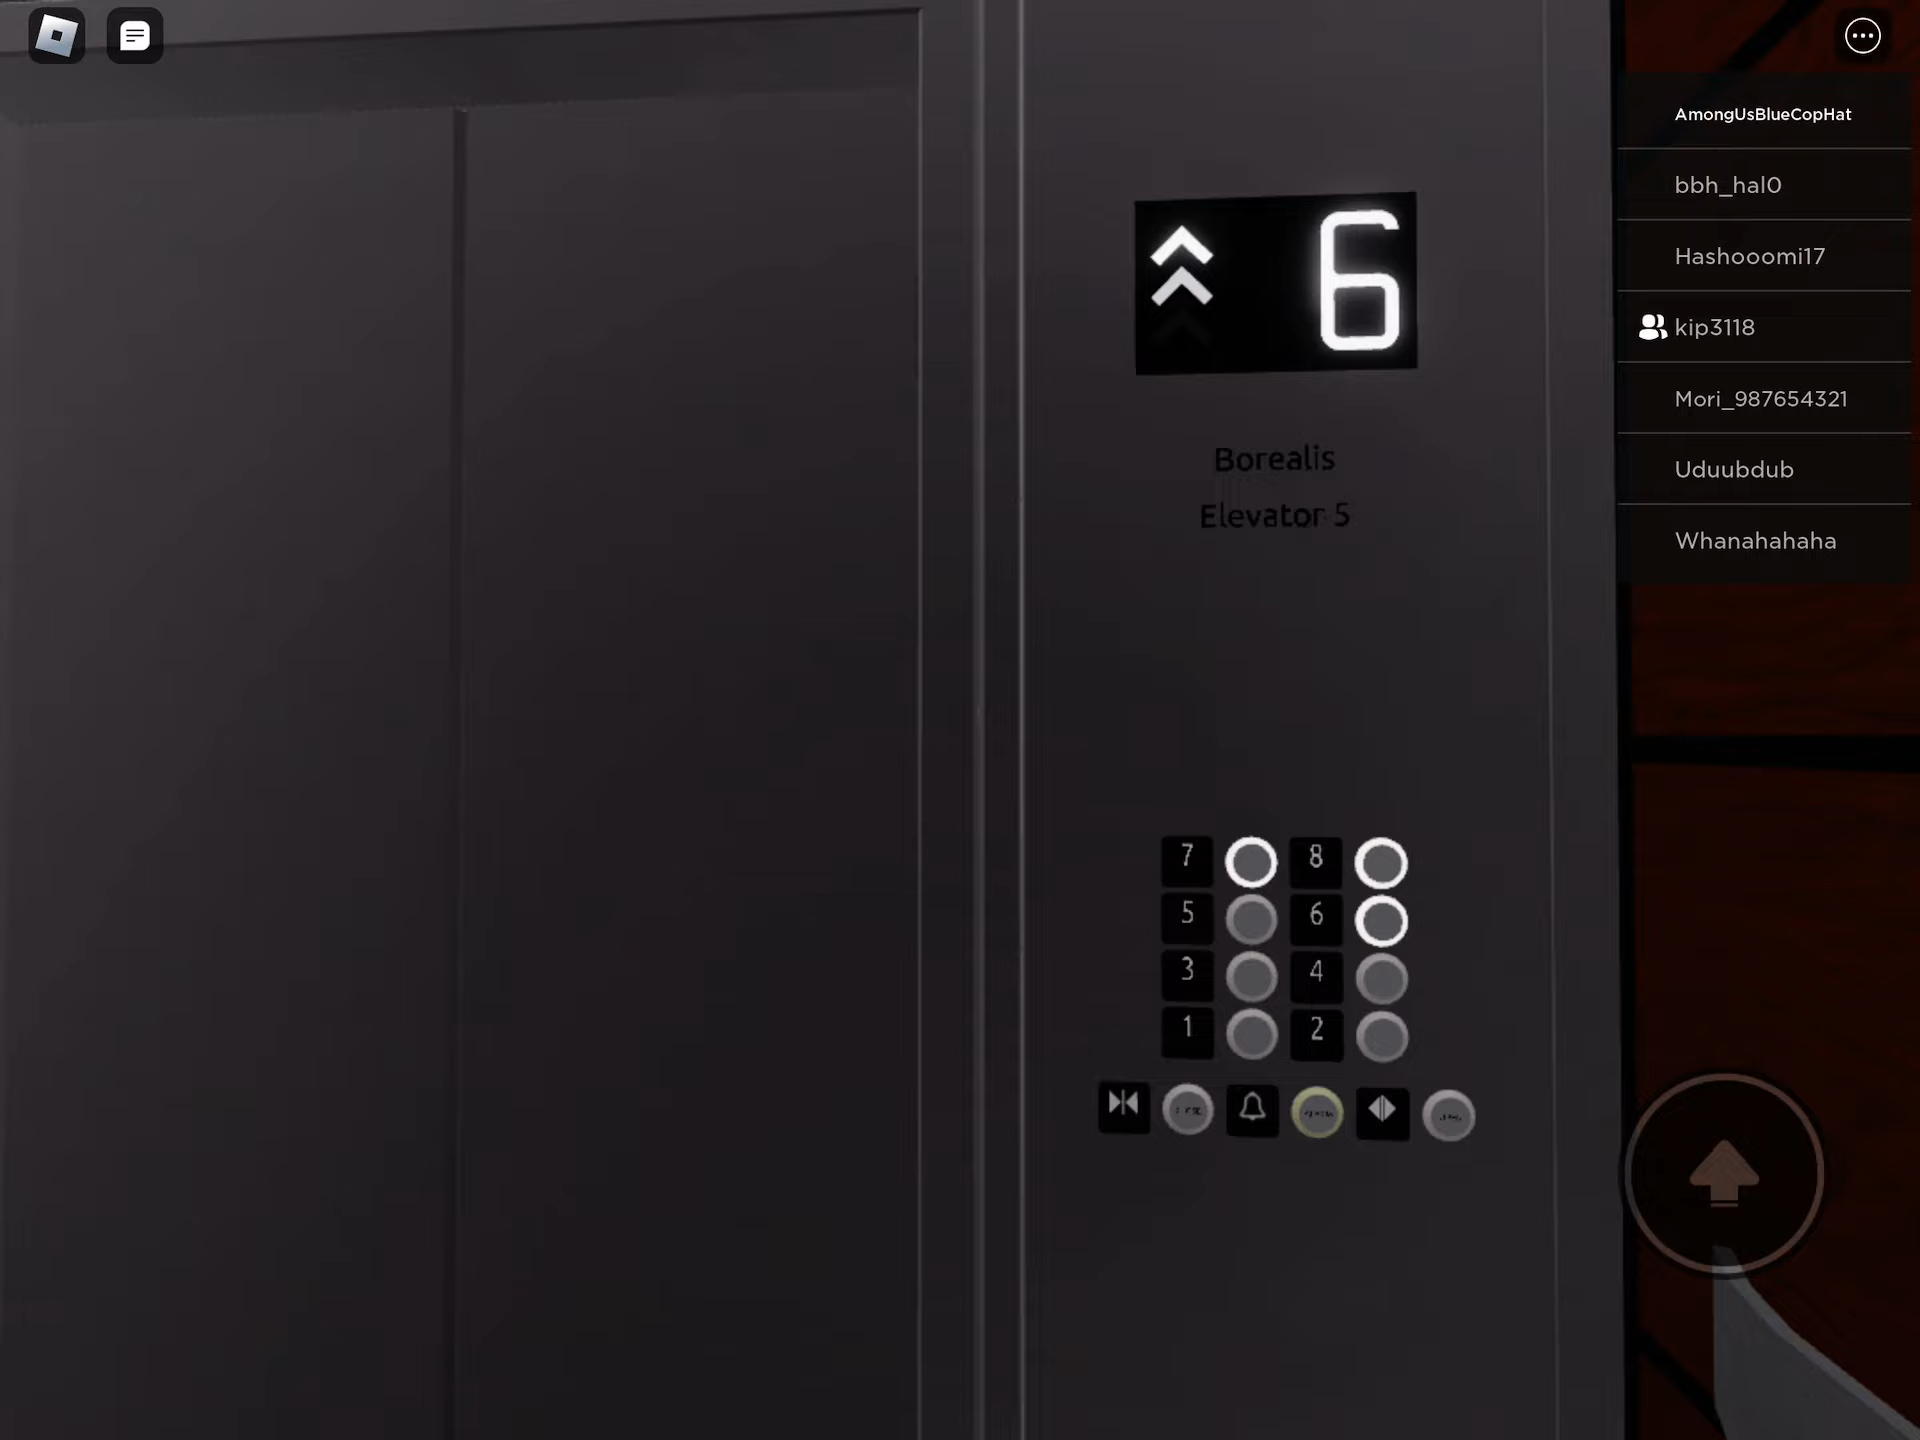 AmongUsBlueCopHat
bbh_hal0
Hashooomi17
kip3118
Mori_987654321
Uduubdub
Whanahahaha
6
Borealis
Elevator 5
7 8
5 6
3 4
1 2